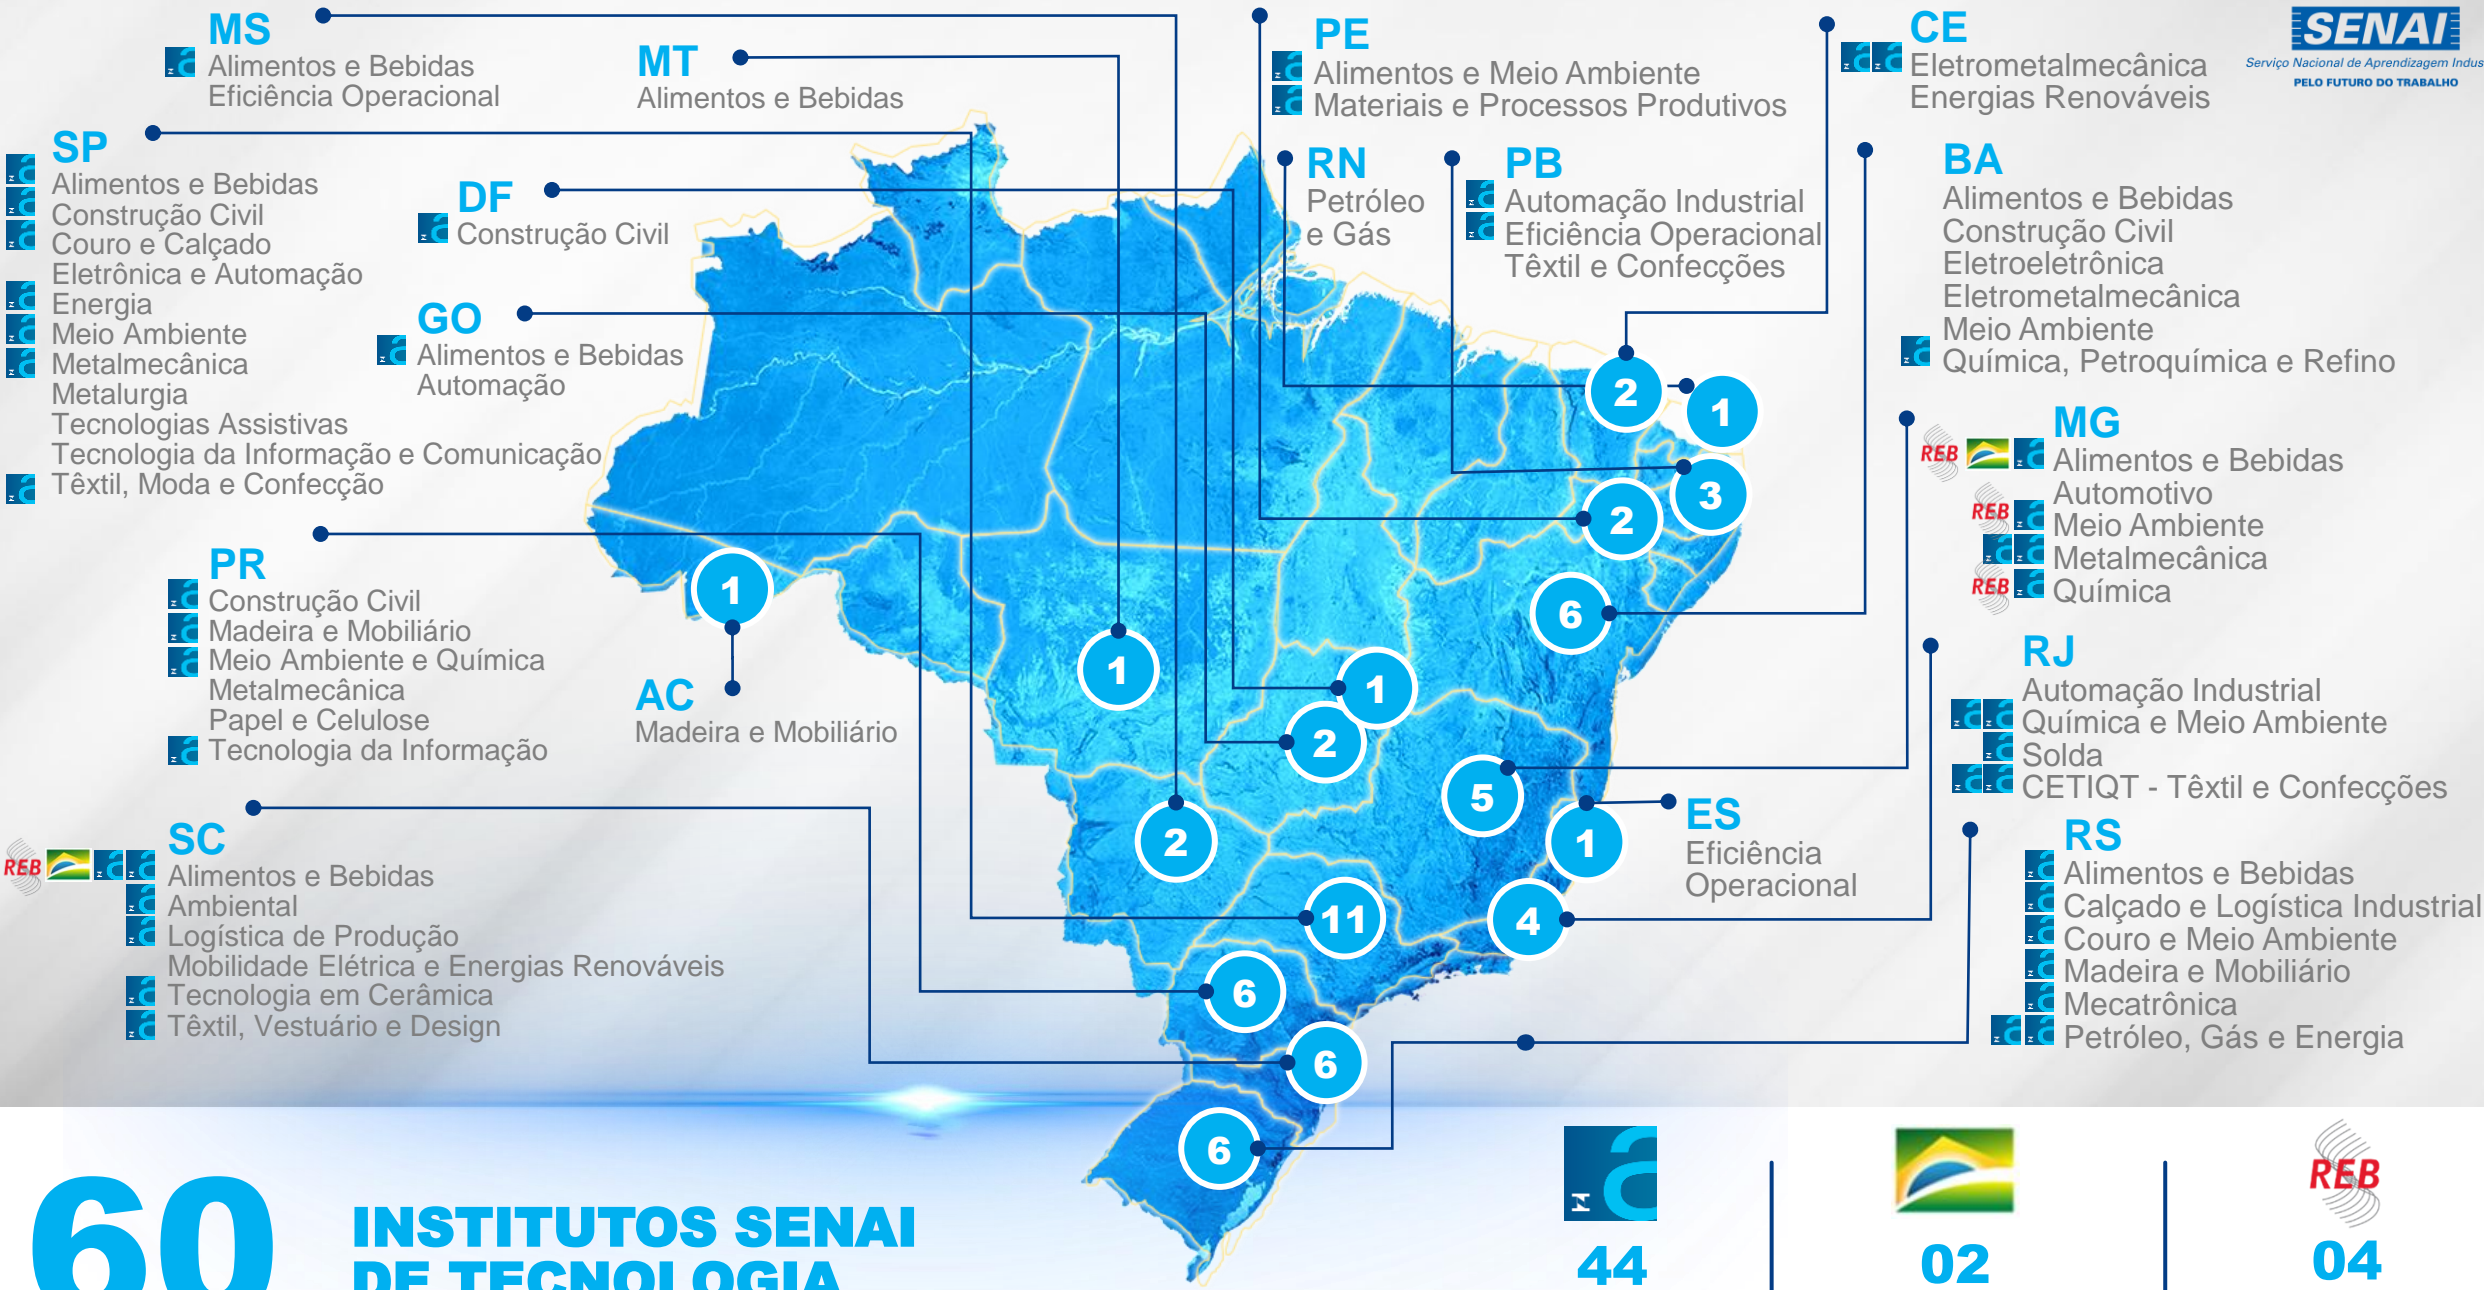 MS
Alimentos e Bebidas
Eficiência Operacional
MT
Alimentos e Bebidas
PE
Alimentos e Meio Ambiente
Materiais e Processos Produtivos
CE
Eletrometalmecânica
Energias Renováveis
SENAI
Serviço Nacional de Aprendizagem Indus
PELO FUTURO DO TRABALHO
SP
Alimentos e Bebidas
Construção Civil
Couro e Calçado
Eletrônica e Automação
Energia
Meio Ambiente
Metalmecânica
Metalurgia
Tecnologias Assistivas
Tecnologia da Informação e Comunicação
Têxtil, Moda e Confecção
DF
Construção Civil
GO
Alimentos e Bebidas
Automação
RN
Petróleo
e Gás
PB
Automação Industrial
Eficiência Operacional
Têxtil e Confecções
BA
Alimentos e Bebidas
Construção Civil
Eletroeletrônica
Eletrometalmecânica
Meio Ambiente
Química, Petroquímica e Refino
MG
REB
Alimentos e Bebidas
Automotivo
REB
Meio Ambiente
Metalmecânica
REB
Química
PR
Construção Civil
Madeira e Mobiliário
Meio Ambiente e Química
Metalmecânica
Papel e Celulose
Tecnologia da Informação
AC
Madeira e Mobiliário
RJ
Automação Industrial
Química e Meio Ambiente
Solda
CETIQT - Têxtil e Confecções
SC
REB
Alimentos e Bebidas
Ambiental
Logística de Produção
Mobilidade Elétrica e Energias Renováveis
Tecnologia em Cerâmica
Têxtil, Vestuário e Design
ES
Eficiência
Operacional
RS
Alimentos e Bebidas
Calçado e Logística Industrial
Couro e Meio Ambiente
Madeira e Mobiliário
Mecatrônica
Petróleo, Gás e Energia
2
1
3
2
1
6
1
1
2
5
2
1
11
4
6
6
6
60
INSTITUTOS SENAI
DE TECNOLOGIA
44
02
REB
04